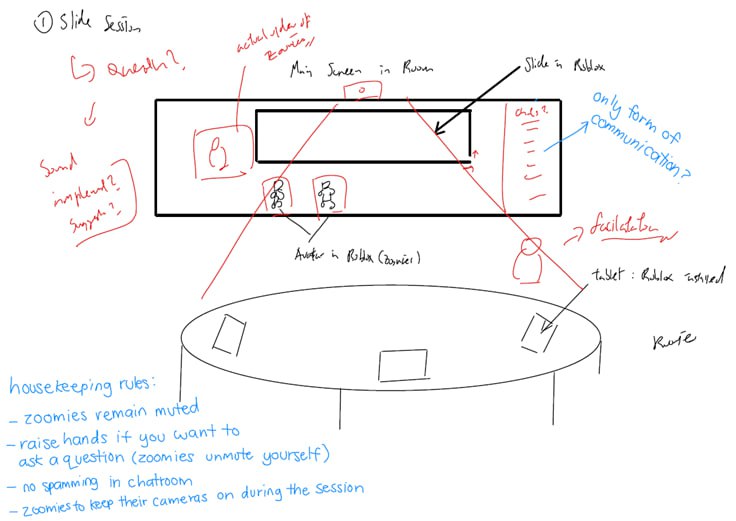 ① Slide Session
↳ Question?
actual video of
Zoomies
Main Screen in Room
Slide in Roblox
chats?
only form of
communication?
Sound
implement?
Suggest?
Avatar in Roblox (Zoomies)
facilitator
tablet: Roblox installed
housekeeping rules:
- zoomies remain muted
- raise hands if you want to
ask a question (zoomies unmute yourself)
- no spamming in chatroom
- zoomies to keep their cameras on during the session